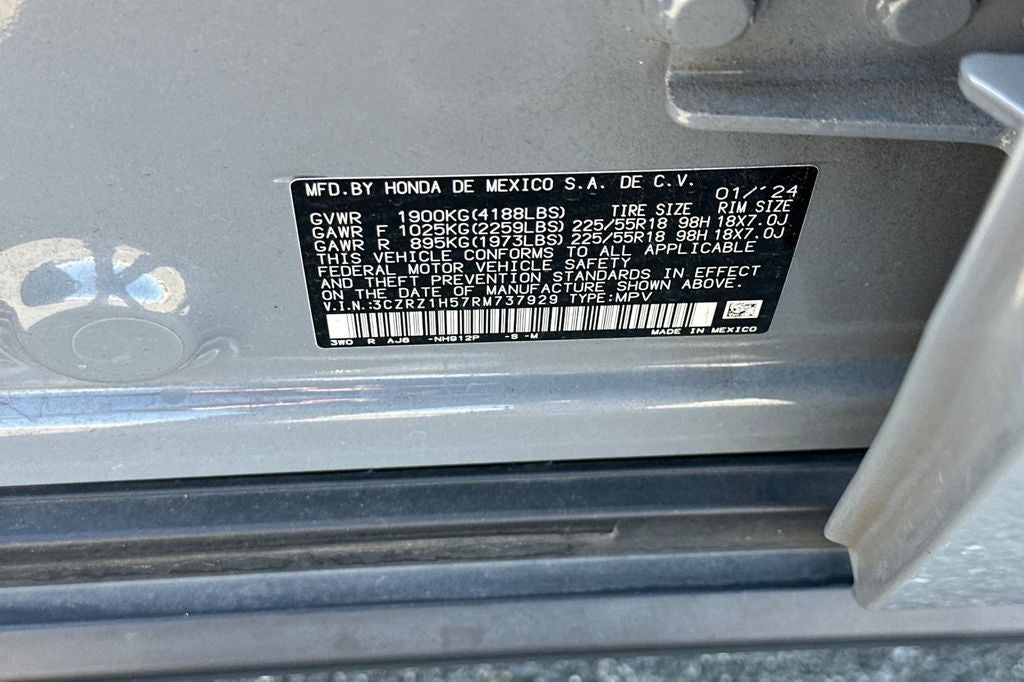 MFD.BY HONDA DE MEXICO S.A. DE C.V. 01/'24
GVWR 1900KG(4188LBS) TIRE SIZE RIM SIZE
GAWR F 1025KG(2259LBS) 225/55R18 98H 18X7.0J
GAWR R 895KG(1973LBS) 225/55R18 98H 18X7.0J
THIS VEHICLE CONFORMS TO ALL APPLICABLE
FEDERAL MOTOR VEHICLE SAFETY
AND THEFT PREVENTION STANDARDS IN EFFECT
ON THE DATE OF MANUFACTURE SHOWN ABOVE.
V.I.N.:3CZRZ1H57RM737929 TYPE:MPV
3W0 R AJ8 -NH912P -S -M MADE IN MEXICO